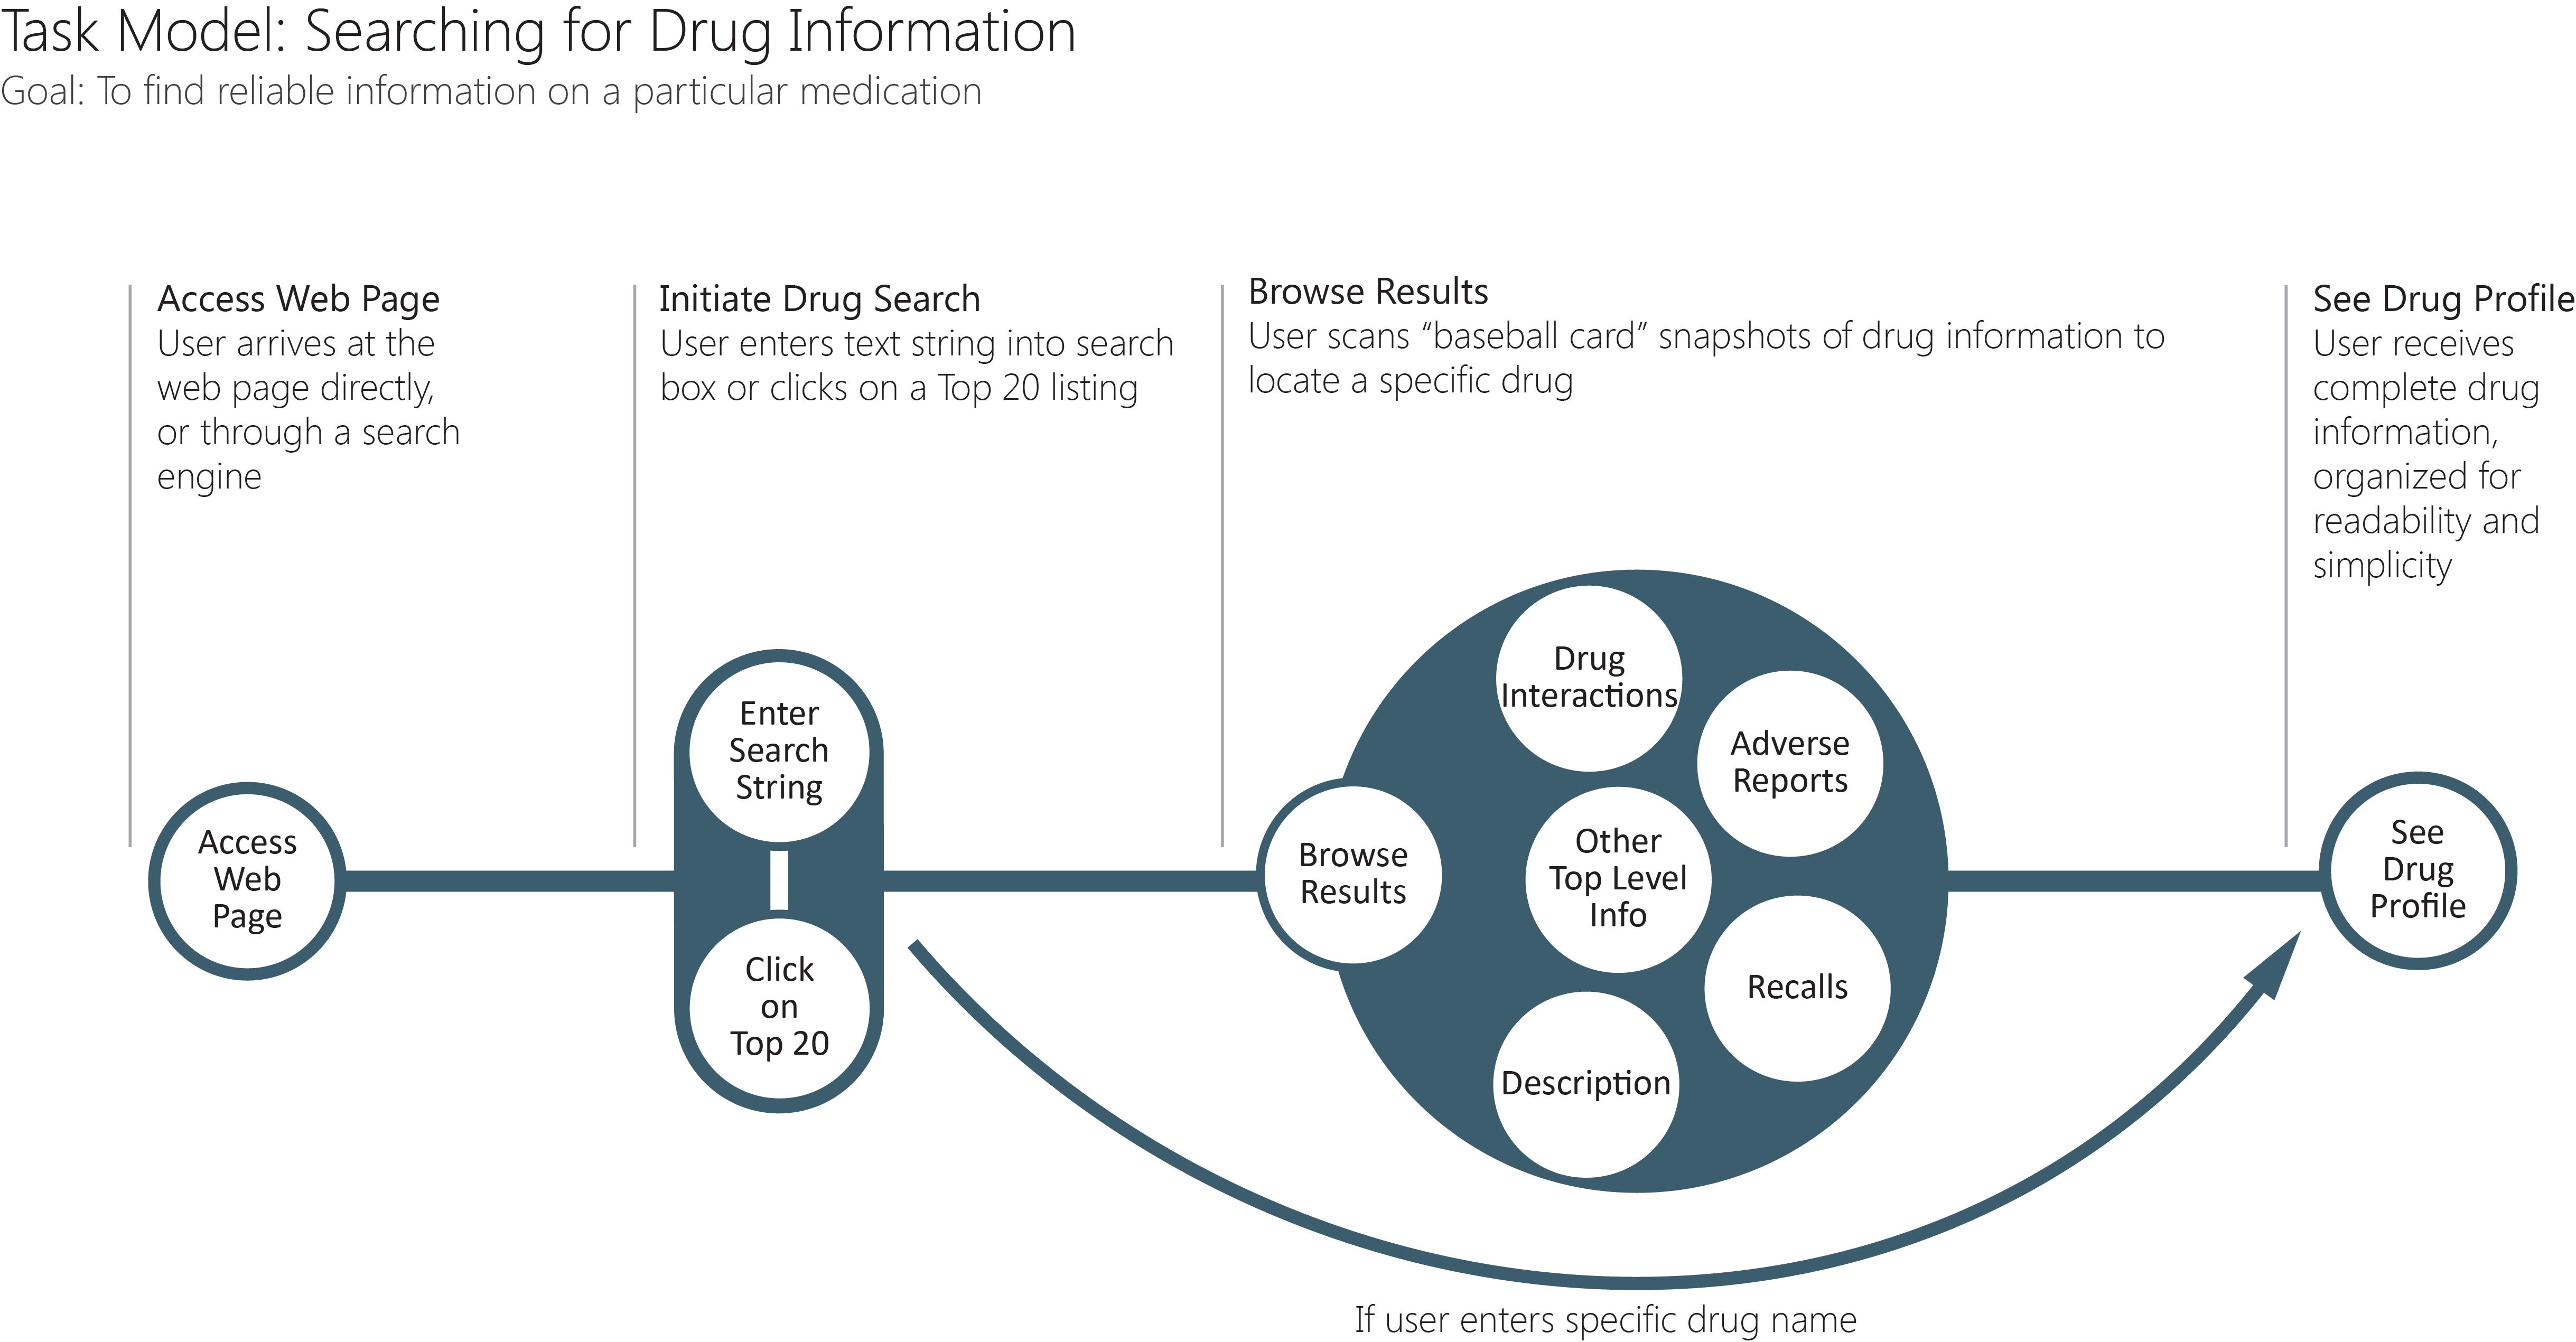 Task Model: Searching for Drug Information
Goal: To find reliable information on a particular medication
Access Web Page
User arrives at the
web page directly,
or through a search
engine
Initiate Drug Search
User enters text string into search
box or clicks on a Top 20 listing
Browse Results
User scans “baseball card” snapshots of drug information to
locate a specific drug
See Drug Profile
User receives
complete drug
information,
organized for
readability and
simplicity
Access
Web
Page
Enter
Search
String
Click
on
Top 20
Browse
Results
Drug
Interactions
Adverse
Reports
Other
Top Level
Info
Recalls
Description
See
Drug
Profile
If user enters specific drug name